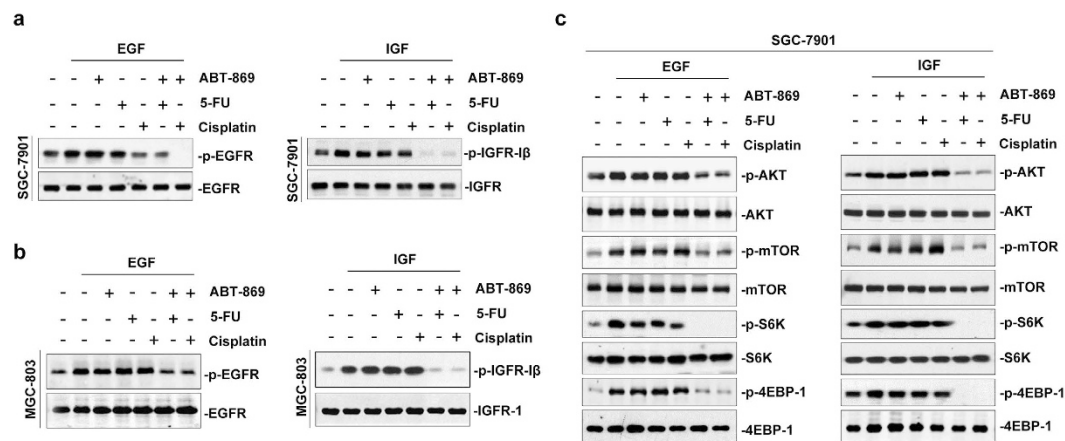 a
EGF
- - + - - + + ABT-869
- - - + - + - 5-FU
- - - - + - + Cisplatin
SGC-7901
-p-EGFR
-EGFR
IGF
- - + - - + + ABT-869
- - - + - + - 5-FU
- - - - + - + Cisplatin
SGC-7901
-p-IGFR-Iβ
-IGFR
b
EGF
- - + - - + + ABT-869
- - - + - + - 5-FU
- - - - + - + Cisplatin
MGC-803
-p-EGFR
-EGFR
IGF
- - + - - + + ABT-869
- - - + - + - 5-FU
- - - - + - + Cisplatin
MGC-803
-p-IGFR-Iβ
-IGFR-1
c
SGC-7901
EGF
- - + - - + + ABT-869
- - - + - + - 5-FU
- - - - + - + Cisplatin
-p-AKT
-AKT
-p-mTOR
-mTOR
-p-S6K
-S6K
-p-4EBP-1
-4EBP-1
IGF
- - + - - + + ABT-869
- - - + - + - 5-FU
- - - - + - + Cisplatin
-p-AKT
-AKT
-p-mTOR
-mTOR
-p-S6K
-S6K
-p-4EBP-1
-4EBP-1